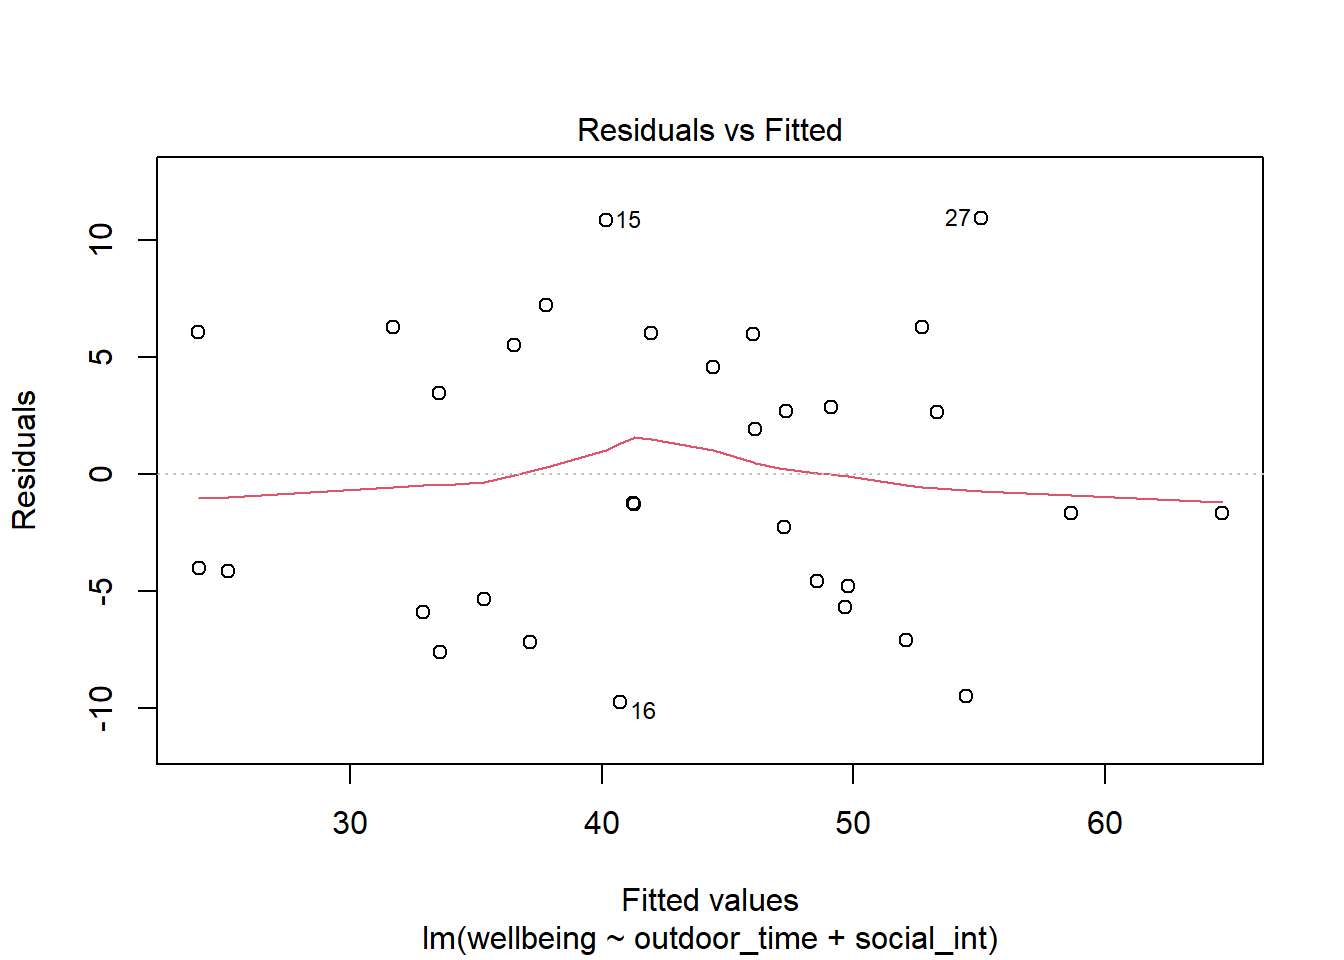 Residuals vs Fitted
Residuals
10
5
0
-5
-10
15
27
16
30 40 50 60
Fitted values
lm(wellbeing ~ outdoor_time + social_int)